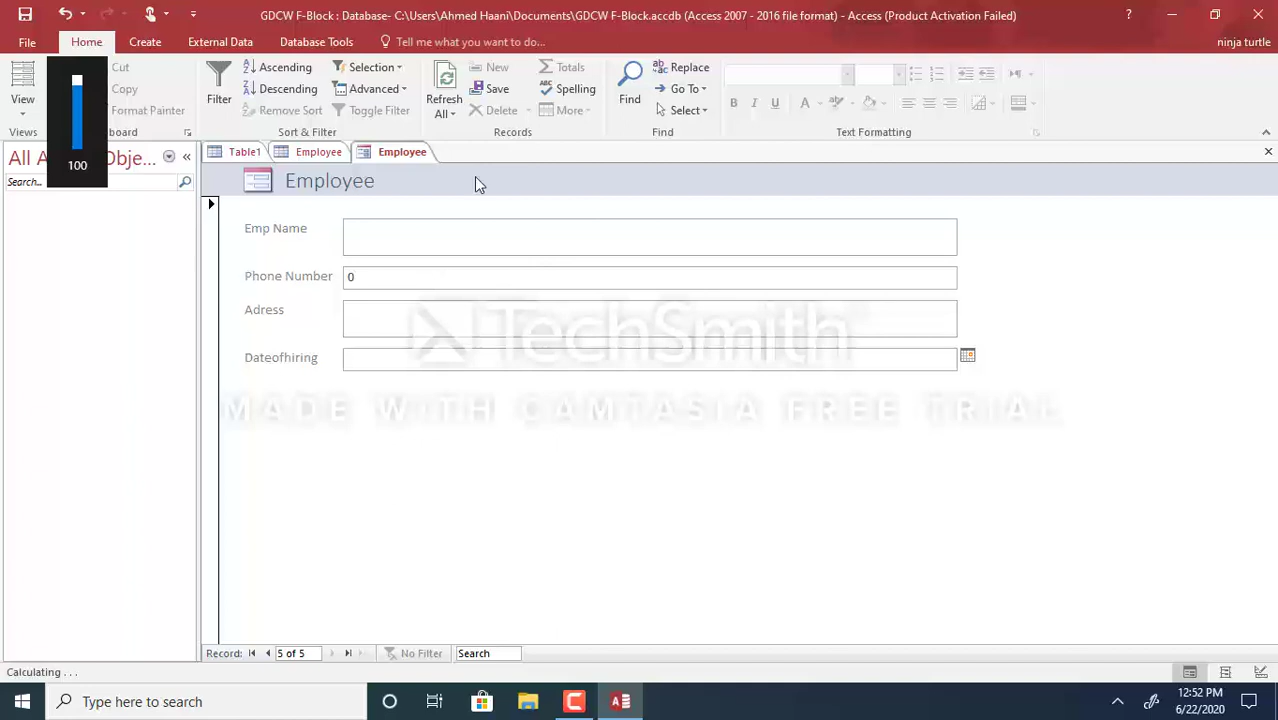 GDCW F-Block : Database- C:\Users\Ahmed Haani\Documents\GDCW F-Block.accdb (Access 2007 - 2016 file format) - Access (Product Activation Failed)
File Home Create External Data Database Tools Tell me what you want to do... ninja turtle
Cut Ascending Selection New Totals Replace
Copy Descending Advanced Save Spelling Go To
View Format Painter Filter Remove Sort Toggle Filter Refresh All Delete More Find Select
Views Sort & Filter Records Find Text Formatting
B I U A
100
Table1 Employee Employee
Search...
Employee
Emp Name
Phone Number 0
Adress
Dateofhiring
TechSmith
MADE WITH CAMTASIA FREE TRIAL
Record: 5 of 5 No Filter Search
Calculating . . .
Type here to search
12:52 PM
6/22/2020